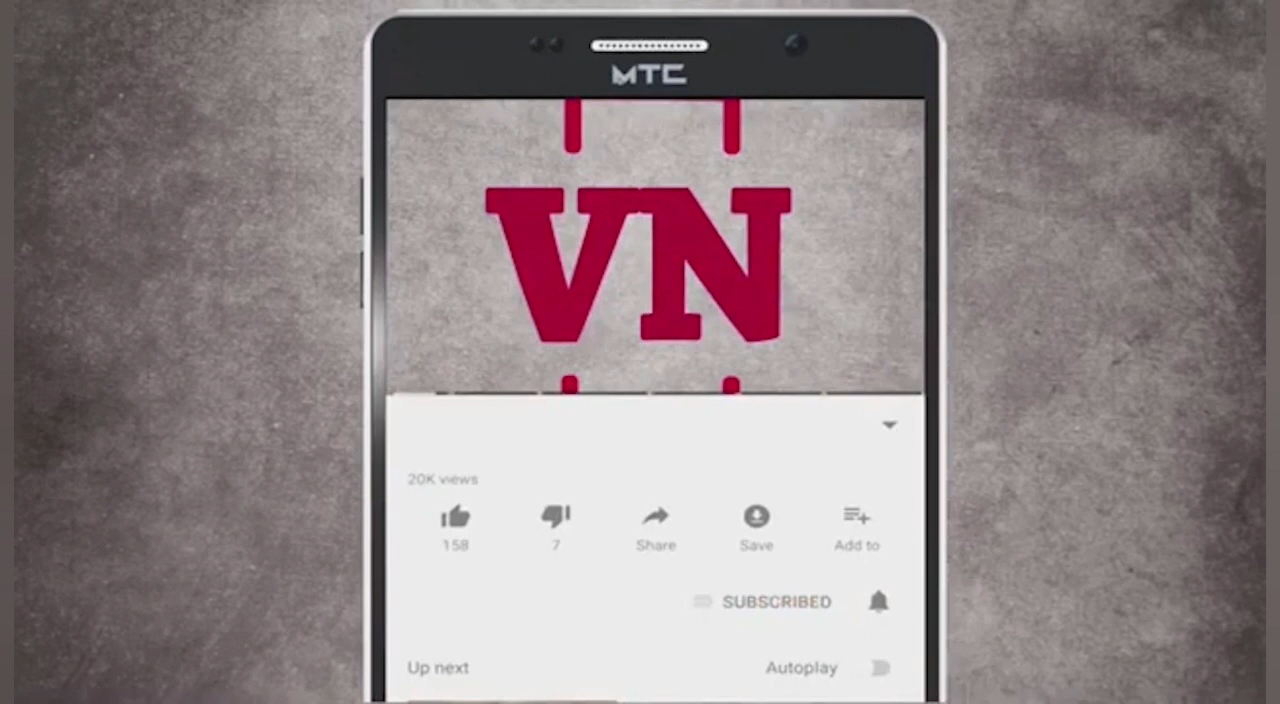 MTC
VN
20K views
158 7 Share Save Add to
SUBSCRIBED
Up next Autoplay